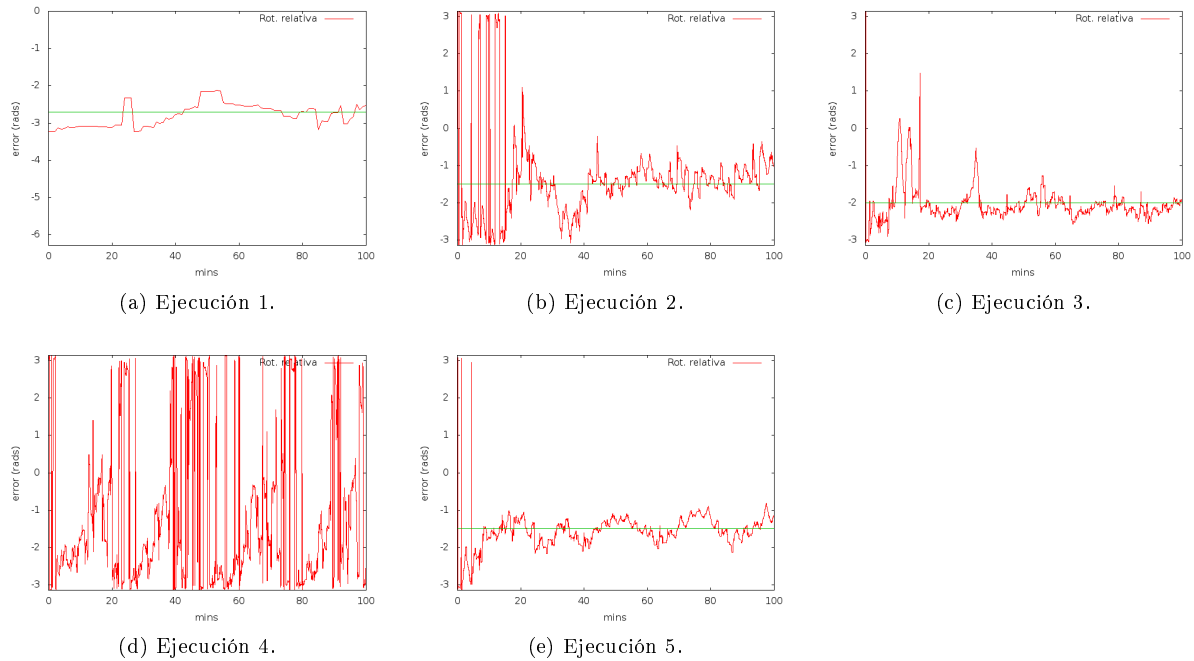 Rot. relativa
0
-1
-2
-3
-4
-5
-6
error (rads)
0 20 40 60 80 100
mins
(a) Ejecución 1.
Rot. relativa
3
2
1
0
-1
-2
-3
error (rads)
0 20 40 60 80 100
mins
(b) Ejecución 2.
Rot. relativa
3
2
1
0
-1
-2
-3
error (rads)
0 20 40 60 80 100
mins
(c) Ejecución 3.
Rot. relativa
3
2
1
0
-1
-2
-3
error (rads)
0 20 40 60 80 100
mins
(d) Ejecución 4.
Rot. relativa
3
2
1
0
-1
-2
-3
error (rads)
0 20 40 60 80 100
mins
(e) Ejecución 5.